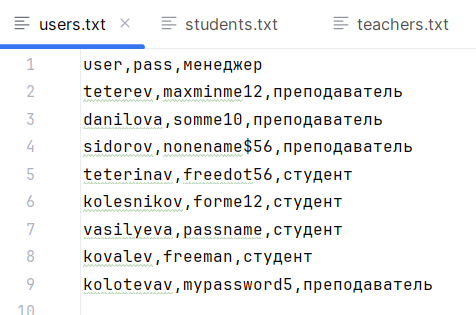 users.txt students.txt teachers.txt
1 user,pass,менеджер
2 teterev,maxminme12,преподаватель
3 danilova,somme10,преподаватель
4 sidorov,nonename$56,преподаватель
5 teterinav,freedot56,студент
6 kolesnikov,forme12,студент
7 vasilyeva,passname,студент
8 kovalev,freeman,студент
9 kolotevav,mypassword5,преподаватель
10